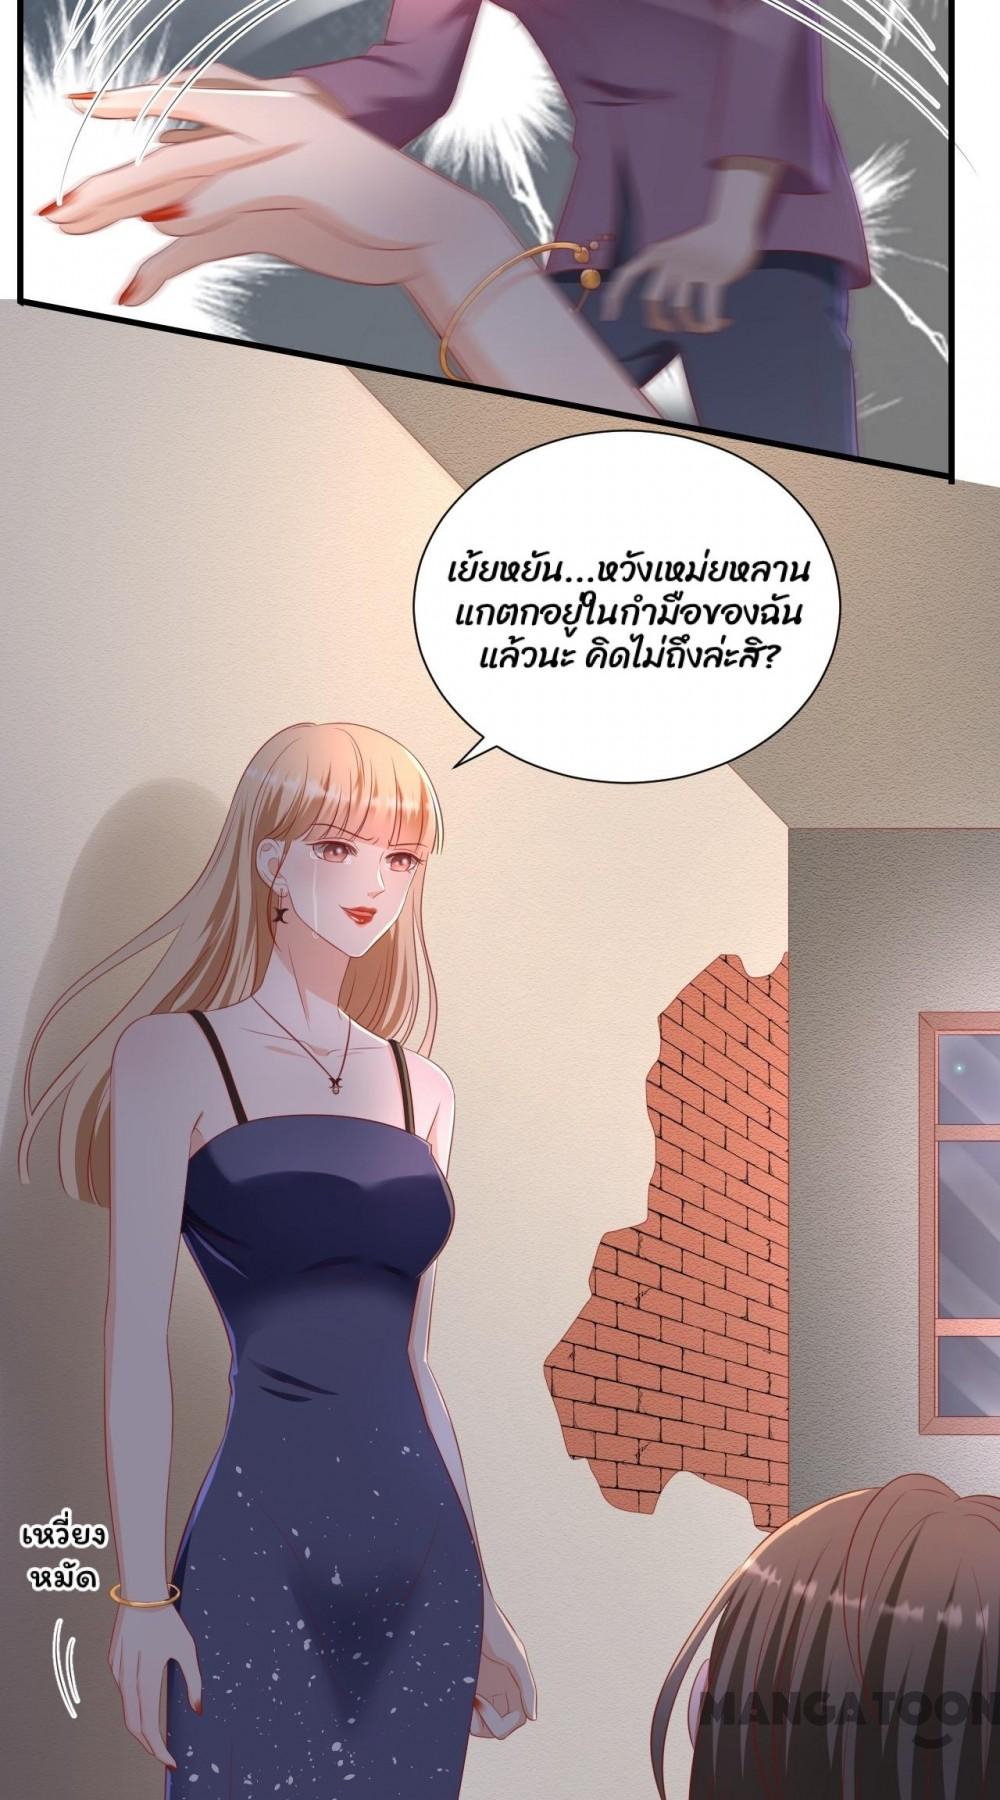 เย้ยหยัน...หวังเหม่ยหลาน
แกตกอยู่ในกำมือของฉัน
แล้วนะ คิดไม่ถึงล่ะสิ?
เหวี่ยง
หมัด
MANGATOON